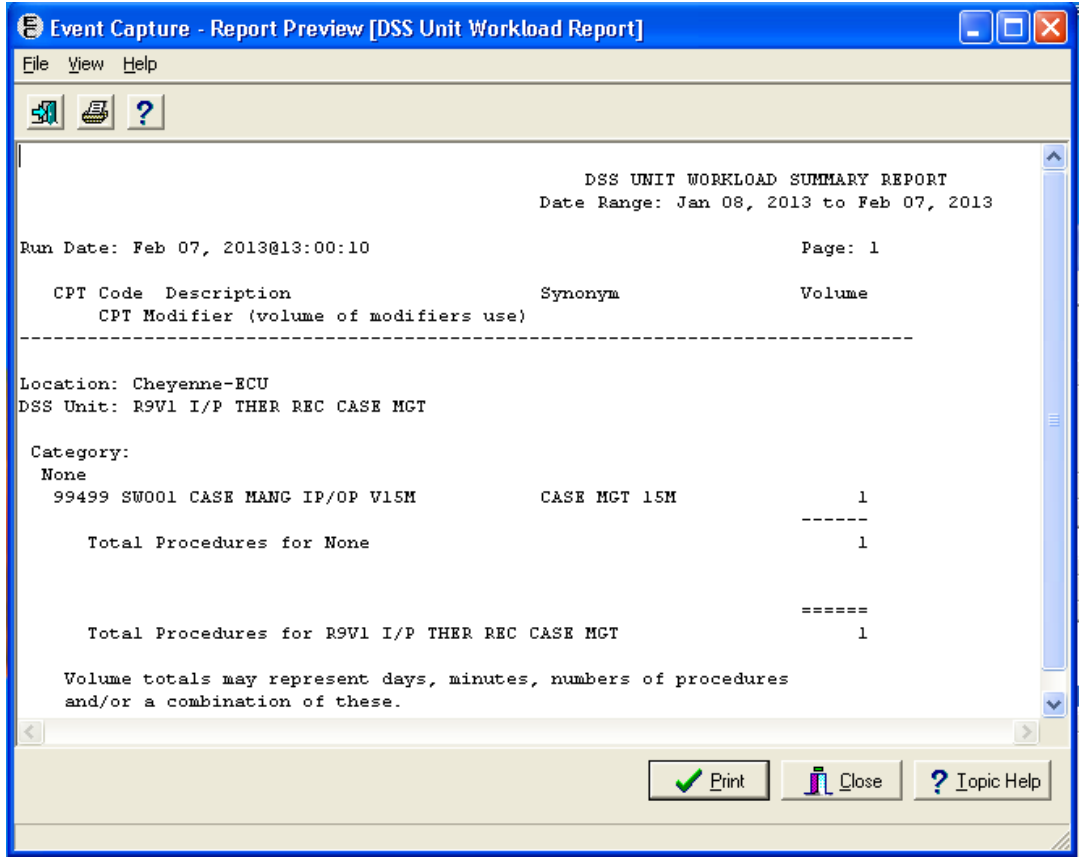 Event Capture - Report Preview [DSS Unit Workload Report]
File View Help
DSS UNIT WORKLOAD SUMMARY REPORT
Date Range: Jan 08, 2013 to Feb 07, 2013
Run Date: Feb 07, 2013@13:00:10 Page: 1
CPT Code Description Synonym Volume
CPT Modifier (volume of modifiers use)
-------------------------------------------------------------------------------
Location: Cheyenne-ECU
DSS Unit: R9V1 I/P THER REC CASE MGT
Category:
None
99499 SW001 CASE MANG IP/OP V15M CASE MGT 15M 1
------
Total Procedures for None 1
======
Total Procedures for R9V1 I/P THER REC CASE MGT 1
Volume totals may represent days, minutes, numbers of procedures
and/or a combination of these.
Print Close ? Topic Help